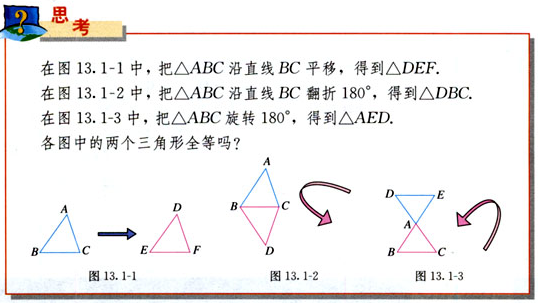 思考
在图 13.1-1 中，把△ABC 沿直线 BC 平移，得到△DEF.
在图 13.1-2 中，把△ABC 沿直线 BC 翻折 180°，得到△DBC.
在图 13.1-3 中，把△ABC 旋转 180°，得到△AED.
各图中的两个三角形全等吗？
A
B C
D
E F
图 13.1-1
A
B C
D
图 13.1-2
D E
A
B C
图 13.1-3